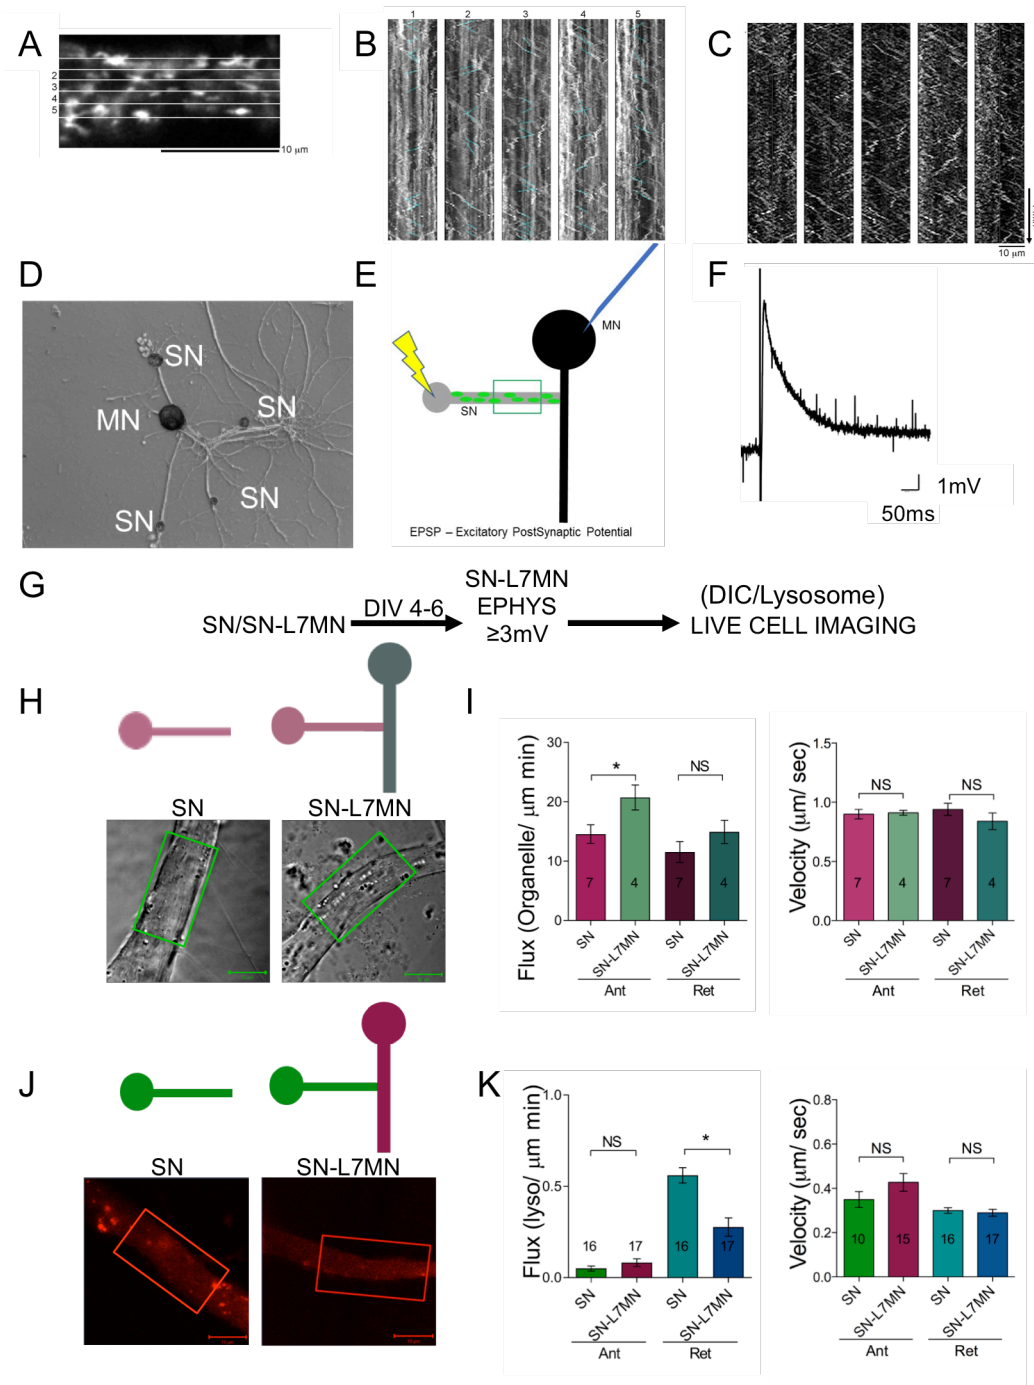 A
2
3
4
5
10 μm
B
1 2 3 4 5
C
10 μm
D
SN
MN
SN
SN
SN
E
MN
SN
EPSP – Excitatory PostSynaptic Potential
F
1mV
50ms
G
SN/SN-L7MN
DIV 4-6
SN-L7MN
EPHYS
≥3mV
(DIC/Lysosome)
LIVE CELL IMAGING
H
SN
SN-L7MN
I
Flux (Organelle/ μm min)
30
20
10
0
*
NS
7
4
7
4
SN
SN-L7MN
SN
SN-L7MN
Ant
Ret
Velocity (μm/ sec)
1.5
1.0
0.5
0.0
NS
NS
7
4
7
4
SN
SN-L7MN
SN
SN-L7MN
Ant
Ret
J
SN
SN-L7MN
K
Flux (lyso/ μm min)
1.0
0.5
0.0
NS
*
16
17
16
17
SN
SN-L7MN
SN
SN-L7MN
Ant
Ret
Velocity (μm/ sec)
0.8
0.6
0.4
0.2
0.0
NS
NS
10
15
16
17
SN
SN-L7MN
SN
SN-L7MN
Ant
Ret